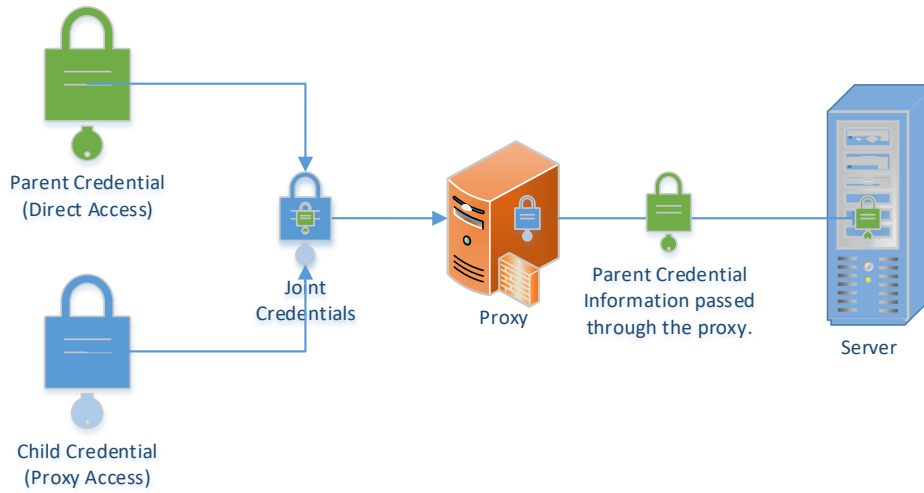 Parent Credential
(Direct Access)
Joint
Credentials
Proxy
Parent Credential
Information passed
through the proxy.
Server
Child Credential
(Proxy Access)